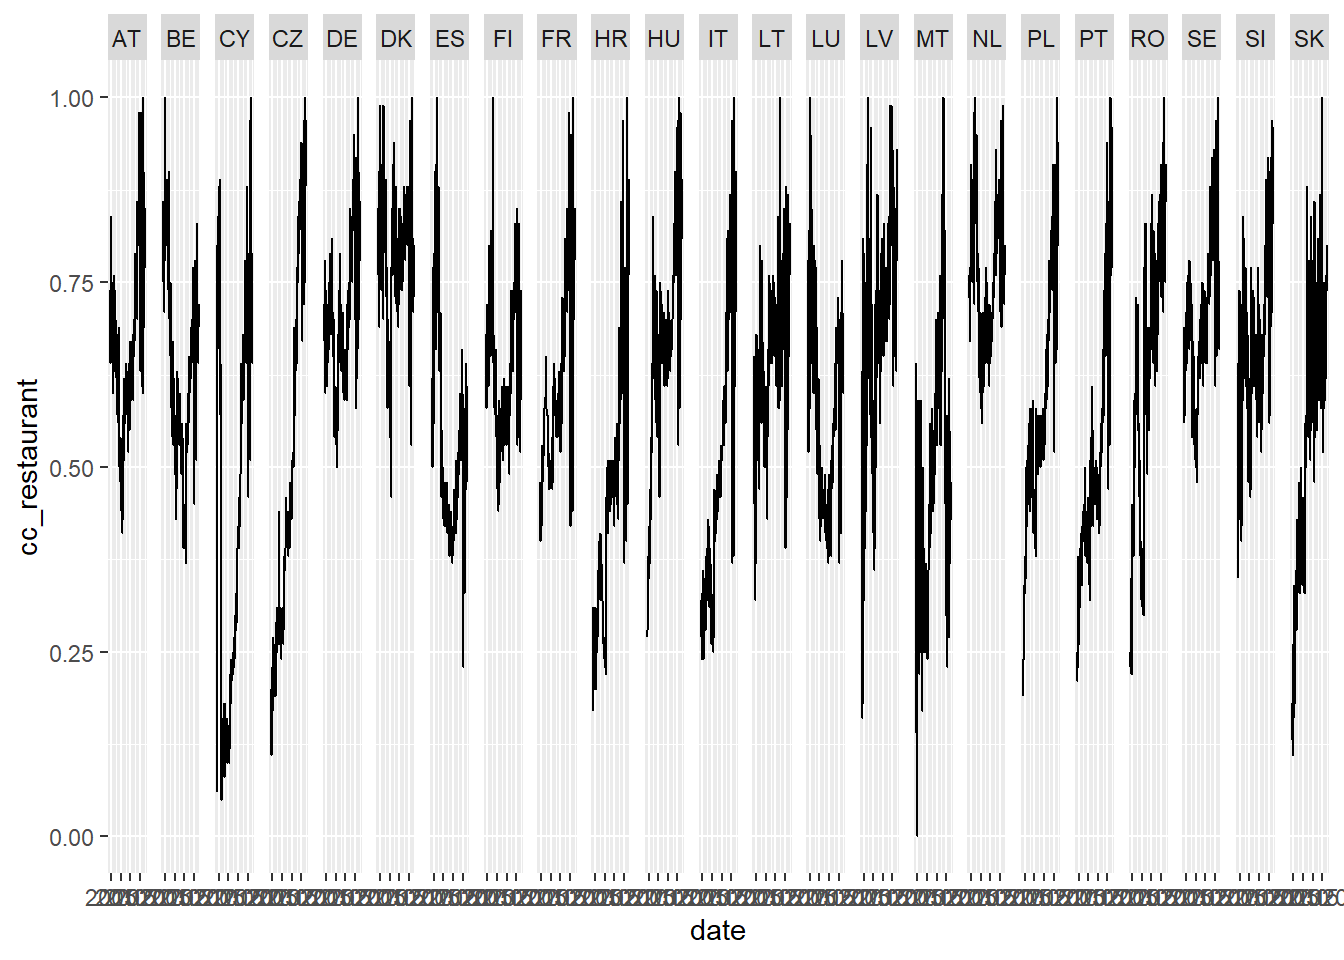 AT BE CY CZ DE DK ES FI FR HR HU IT LT LU LV MT NL PL PT RO SE SI SK
1.00
0.75
0.50
0.25
0.00
cc_restaurant
date